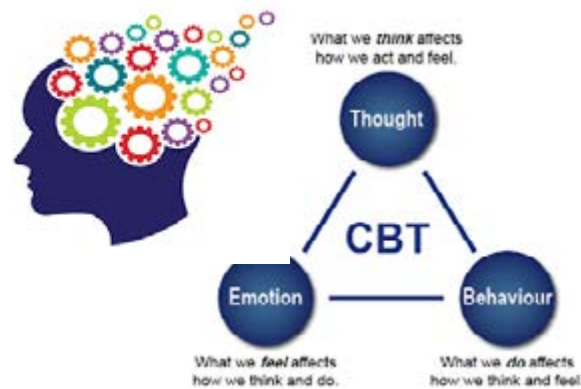 What we think affects
how we act and feel.
Thought
CBT
Emotion
Behaviour
What we feel affects
how we think and do.
What we do affects
how we think and feel